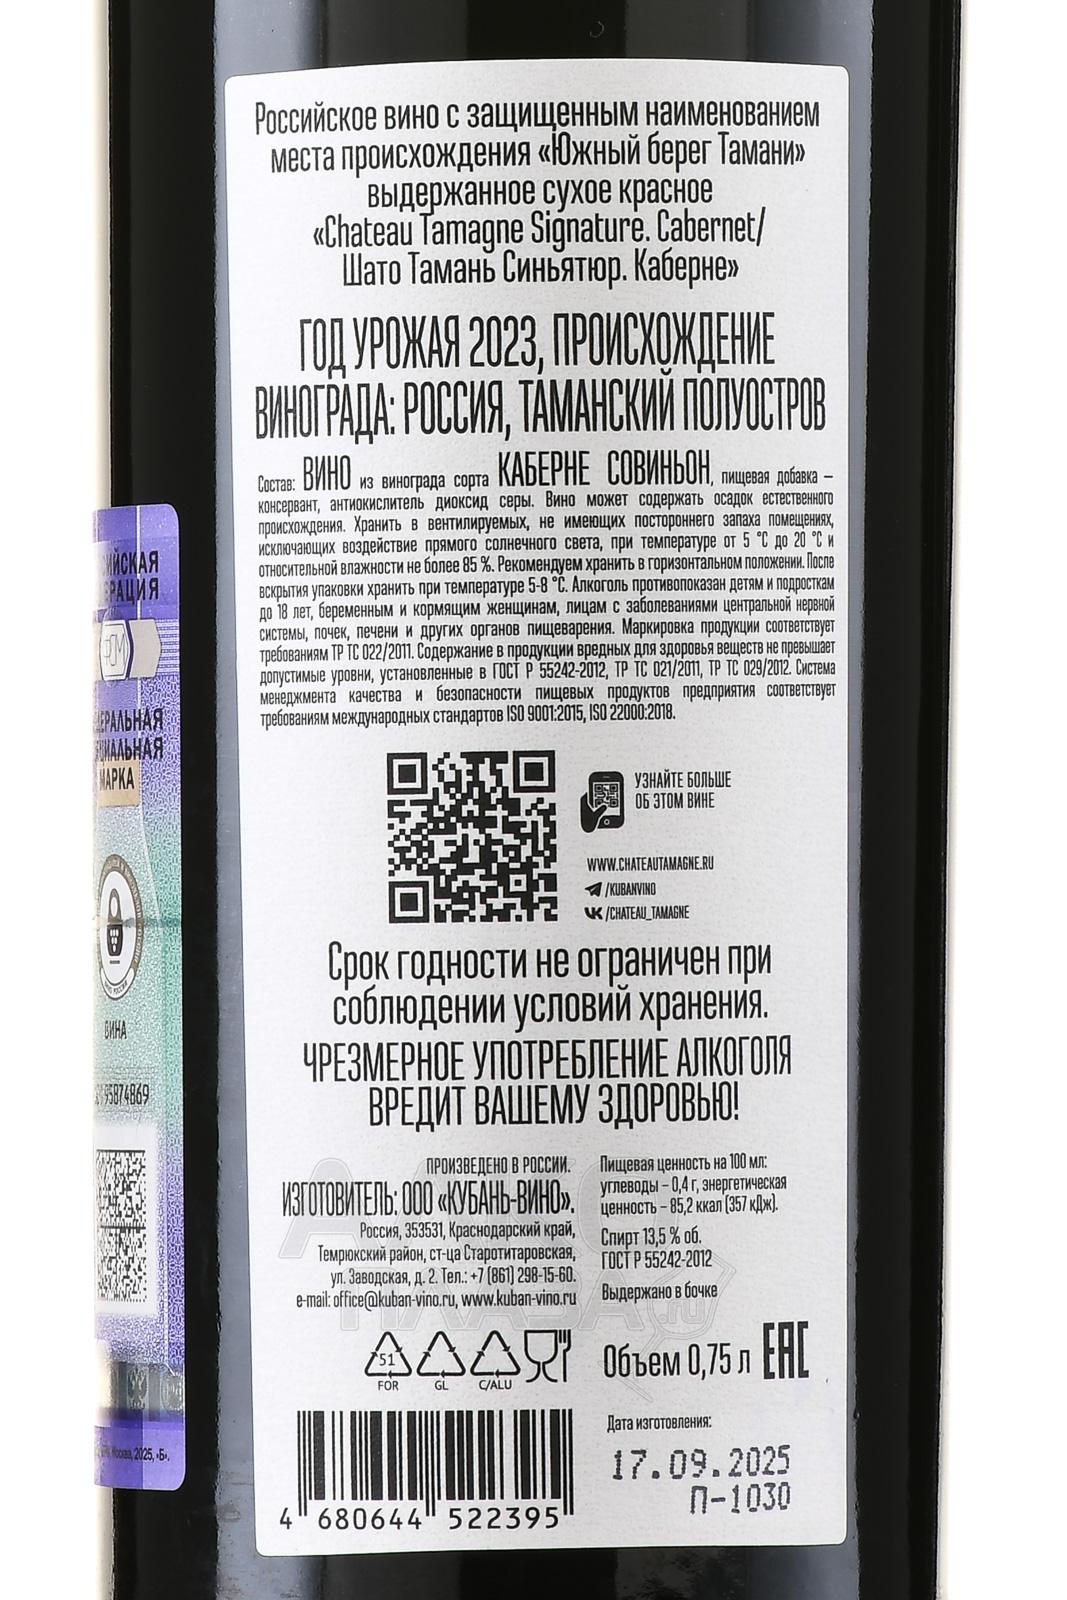 Российское вино с защищенным наименованием
места происхождения «Южный берег Тамани»
выдержанное сухое красное
«Chateau Tamagne Signature. Cabernet/
Шато Тамань Синьятюр. Каберне»
ГОД УРОЖАЯ 2023, ПРОИСХОЖДЕНИЕ
ВИНОГРАДА: РОССИЯ, ТАМАНСКИЙ ПОЛУОСТРОВ
Состав: ВИНО из винограда сорта КАБЕРНЕ СОВИНЬОН, пищевая добавка –
консервант, антиокислитель диоксид серы. Вино может содержать осадок естественного
происхождения. Хранить в вентилируемых, не имеющих постороннего запаха помещениях,
исключающих воздействие прямого солнечного света, при температуре от 5 °C до 20 °C и
относительной влажности не более 85 %. Рекомендуем хранить в горизонтальном положении. После
вскрытия упаковки хранить при температуре 5-8 °C. Алкоголь противопоказан детям и подросткам
до 18 лет, беременным и кормящим женщинам, лицам с заболеваниями центральной нервной
системы, почек, печени и других органов пищеварения. Маркировка продукции соответствует
требованиям ТР ТС 022/2011. Содержание в продукции вредных для здоровья веществ не превышает
допустимые уровни, установленные в ГОСТ Р 55242-2012, ТР ТС 021/2011, ТР ТС 029/2012. Система
менеджмента качества и безопасности пищевых продуктов предприятия соответствует
требованиям международных стандартов ISO 9001:2015, ISO 22000:2018.
УЗНАЙТЕ БОЛЬШЕ
ОБ ЭТОМ ВИНЕ
WWW.CHATEAUTAMAGNE.RU
/KUBANVINO
/CHATEAU_TAMAGNE
Срок годности не ограничен при
соблюдении условий хранения.
ЧРЕЗМЕРНОЕ УПОТРЕБЛЕНИЕ АЛКОГОЛЯ
ВРЕДИТ ВАШЕМУ ЗДОРОВЬЮ!
ПРОИЗВЕДЕНО В РОССИИ.
ИЗГОТОВИТЕЛЬ: ООО «КУБАНЬ-ВИНО».
Россия, 353531, Краснодарский край,
Темрюкский район, ст-ца Старотитаровская,
ул. Заводская, д. 2. Тел.: +7 (861) 298-15-60.
e-mail: office@kuban-vino.ru, www.kuban-vino.ru
Пищевая ценность на 100 мл:
углеводы – 0,4 г, энергетическая
ценность – 85,2 ккал (357 кДж).
Спирт 13,5 % об.
ГОСТ Р 55242-2012
Выдержано в бочке
51
FOR GL C/ALU
Объем 0,75 л EAC
Дата изготовления:
17.09.2025
П-1030
4 680644 522395
МАРКА
ВИНА
95874869
Москва, 2025, «Б».